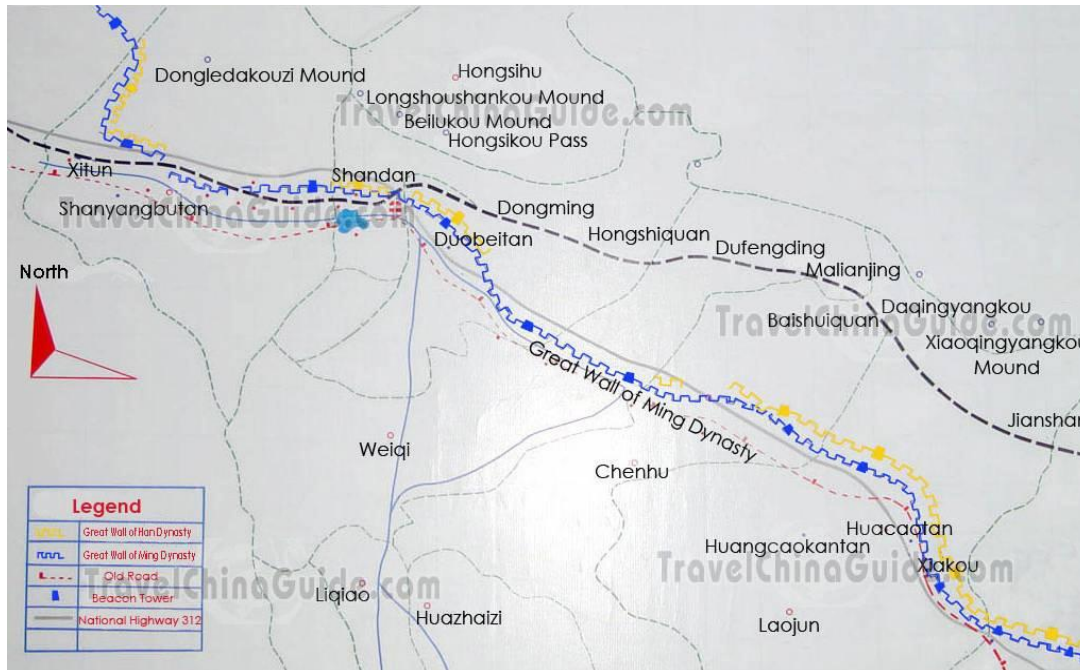 Dongledakouzi Mound
Hongsihu
Longshoushankou Mound
TravelChinaGuide.com
Beilukou Mound
Hongsikou Pass
Xitun
Shandan
Shanyangbutan
TravelChinaGuide.com
Dongming
Duobeitan
Hongshiquan
Dufengding
Malianjing
North
Daqingyangkou
TravelChinaGuide.com
Baishuiquan
Xiaoqingyangkou
Mound
Great Wall of Ming Dynasty
Jianshan
Weiqi
Chenhu
Legend
Great Wall of Han Dynasty
Great Wall of Ming Dynasty
Old Road
Beacon Tower
National Highway 312
Huacaotan
Huangcaokantan
Xiakou
TravelChinaGuide.com
TravelChinaGuide.com
Liqiao
Huazhaizi
Laojun